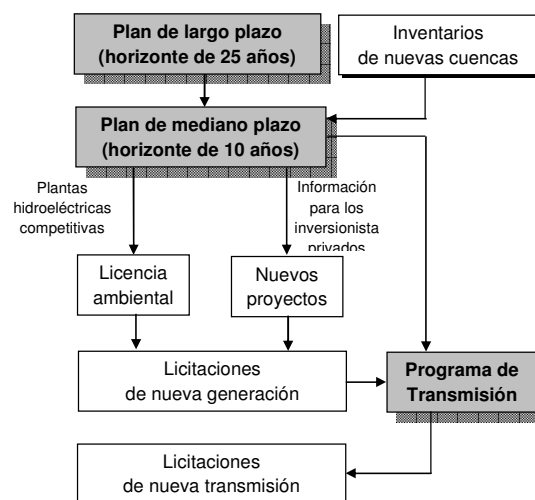 Plan de largo plazo
(horizonte de 25 años)
Inventarios
de nuevas cuencas
Plan de mediano plazo
(horizonte de 10 años)
Plantas
hidroeléctricas
competitivas
Información
para los
inversionista
privados
Licencia
ambiental
Nuevos
proyectos
Licitaciones
de nueva generación
Programa de
Transmisión
Licitaciones
de nueva transmisión